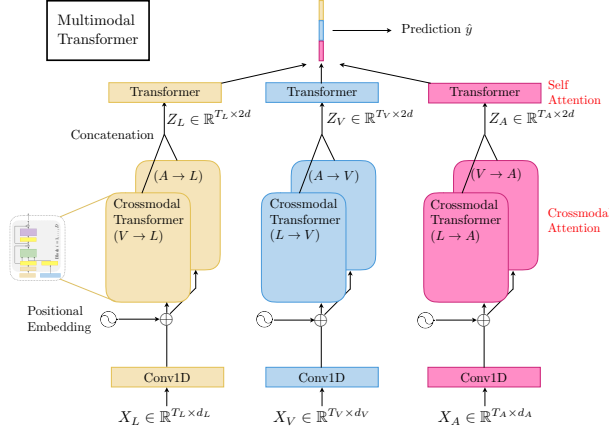 Multimodal
Transformer
Prediction ŷ
Transformer
Transformer
Transformer
Self
Attention
Z_L ∈ ℝ^{T_L×2d}
Z_V ∈ ℝ^{T_V×2d}
Z_A ∈ ℝ^{T_A×2d}
Concatenation
(A → L)
(A → V)
(V → A)
Crossmodal
Transformer
(V → L)
Crossmodal
Transformer
(L → V)
Crossmodal
Transformer
(L → A)
Crossmoda
Attention
Positional
Embedding
Conv1D
Conv1D
Conv1D
X_L ∈ ℝ^{T_L×d_L}
X_V ∈ ℝ^{T_V×d_V}
X_A ∈ ℝ^{T_A×d_A}